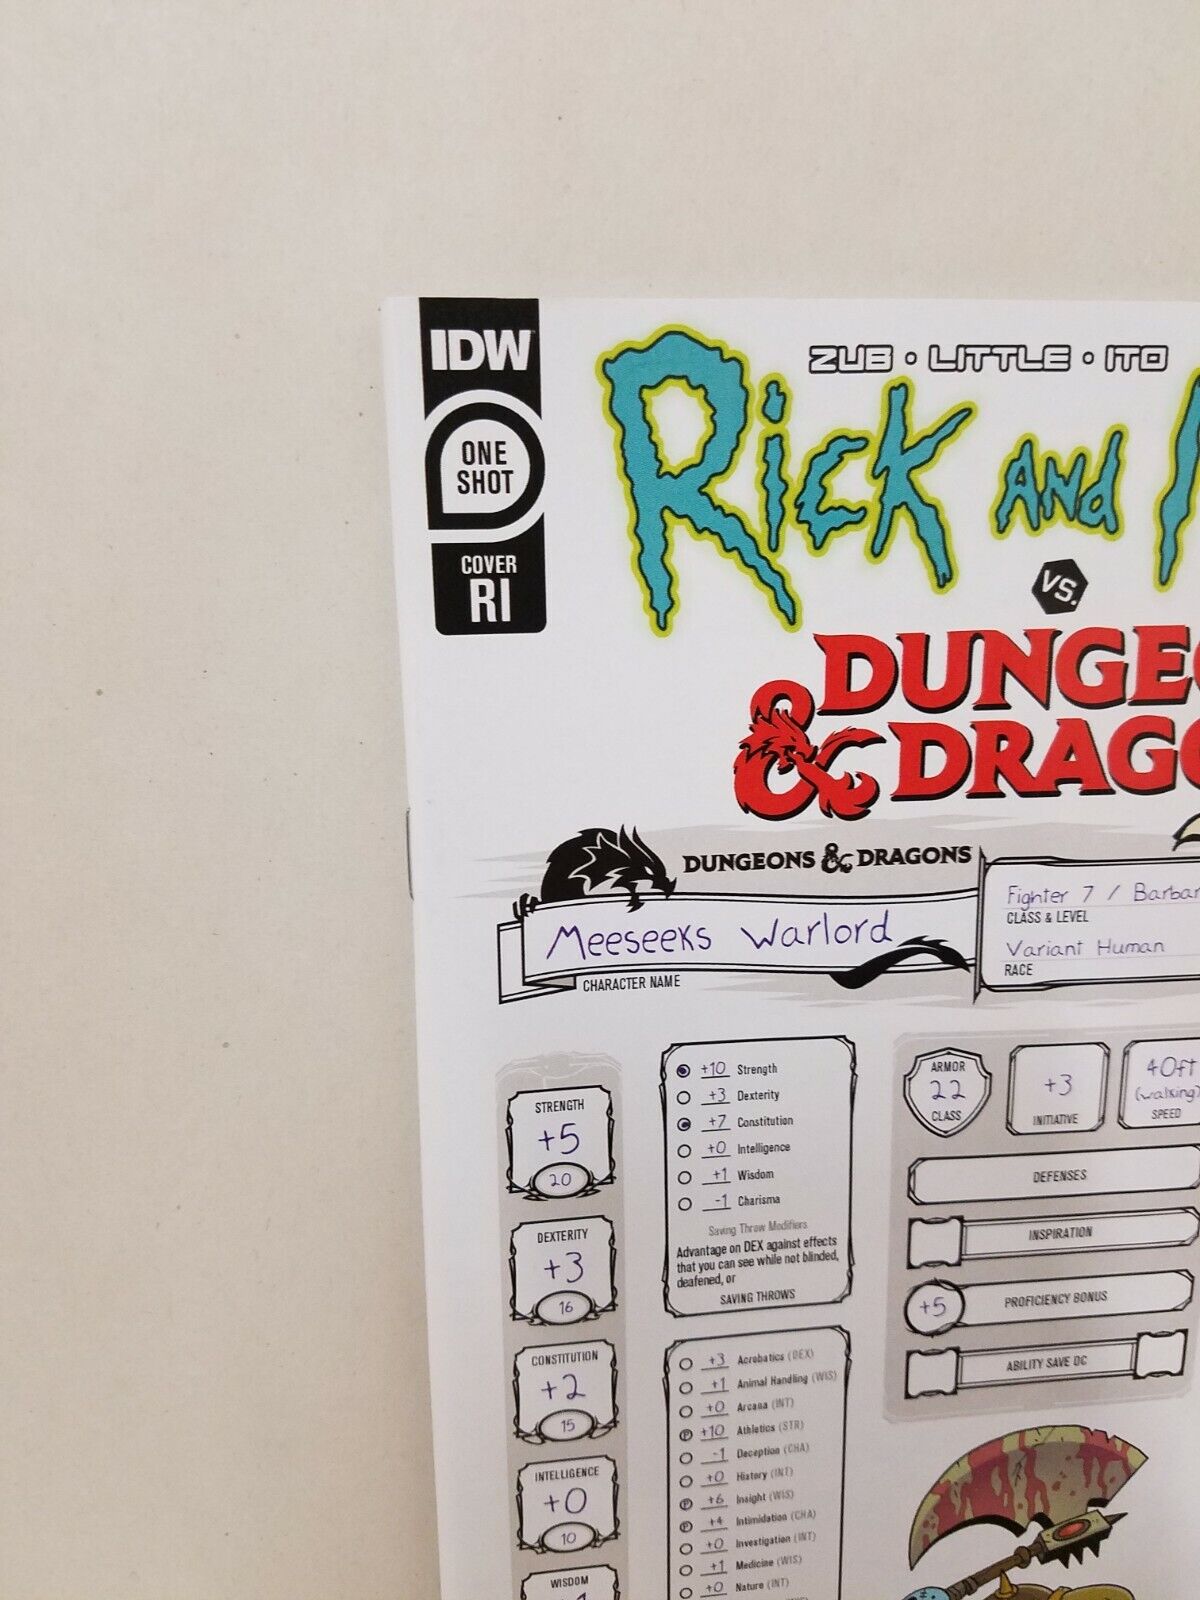 IDW
ONE
SHOT
COVER
RI
ZUB • LITTLE • ITO
RICK AND
VS.
DUNGE
& DRAGO
DUNGEONS & DRAGONS
Meeseeks Warlord
CHARACTER NAME
Fighter 7 / Barbar
CLASS & LEVEL
Variant Human
RACE
STRENGTH
+5
20
DEXTERITY
+3
16
CONSTITUTION
+2
15
INTELLIGENCE
+0
10
WISDOM
+10 Strength
+3 Dexterity
+7 Constitution
+0 Intelligence
+1 Wisdom
-1 Charisma
Saving Throw Modifiers
Advantage on DEX against effects
that you can see while not blinded,
deafened, or
SAVING THROWS
+3 Acrobatics (DEX)
+1 Animal Handling (WIS)
+0 Arcana (INT)
P +10 Athletics (STR)
-1 Deception (CHA)
+0 History (INT)
P +6 Insight (WIS)
P +4 Intimidation (CHA)
+0 Investigation (INT)
+1 Medicine (WIS)
+0 Nature (INT)
ARMOR
22
CLASS
+3
INITIATIVE
40ft
(walking)
SPEED
DEFENSES
INSPIRATION
+5 PROFICIENCY BONUS
ABILITY SAVE DC